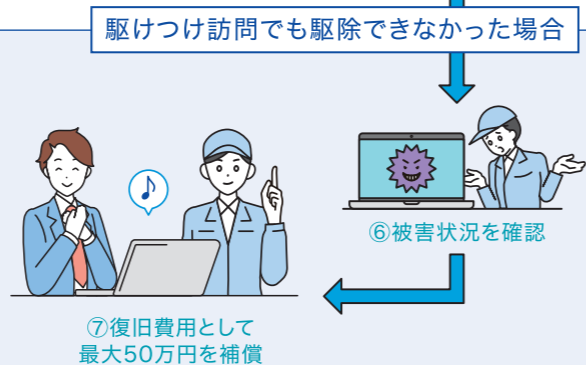 駆けつけ訪問でも駆除できなかった場合
⑥被害状況を確認
⑦復旧費用として
最大50万円を補償